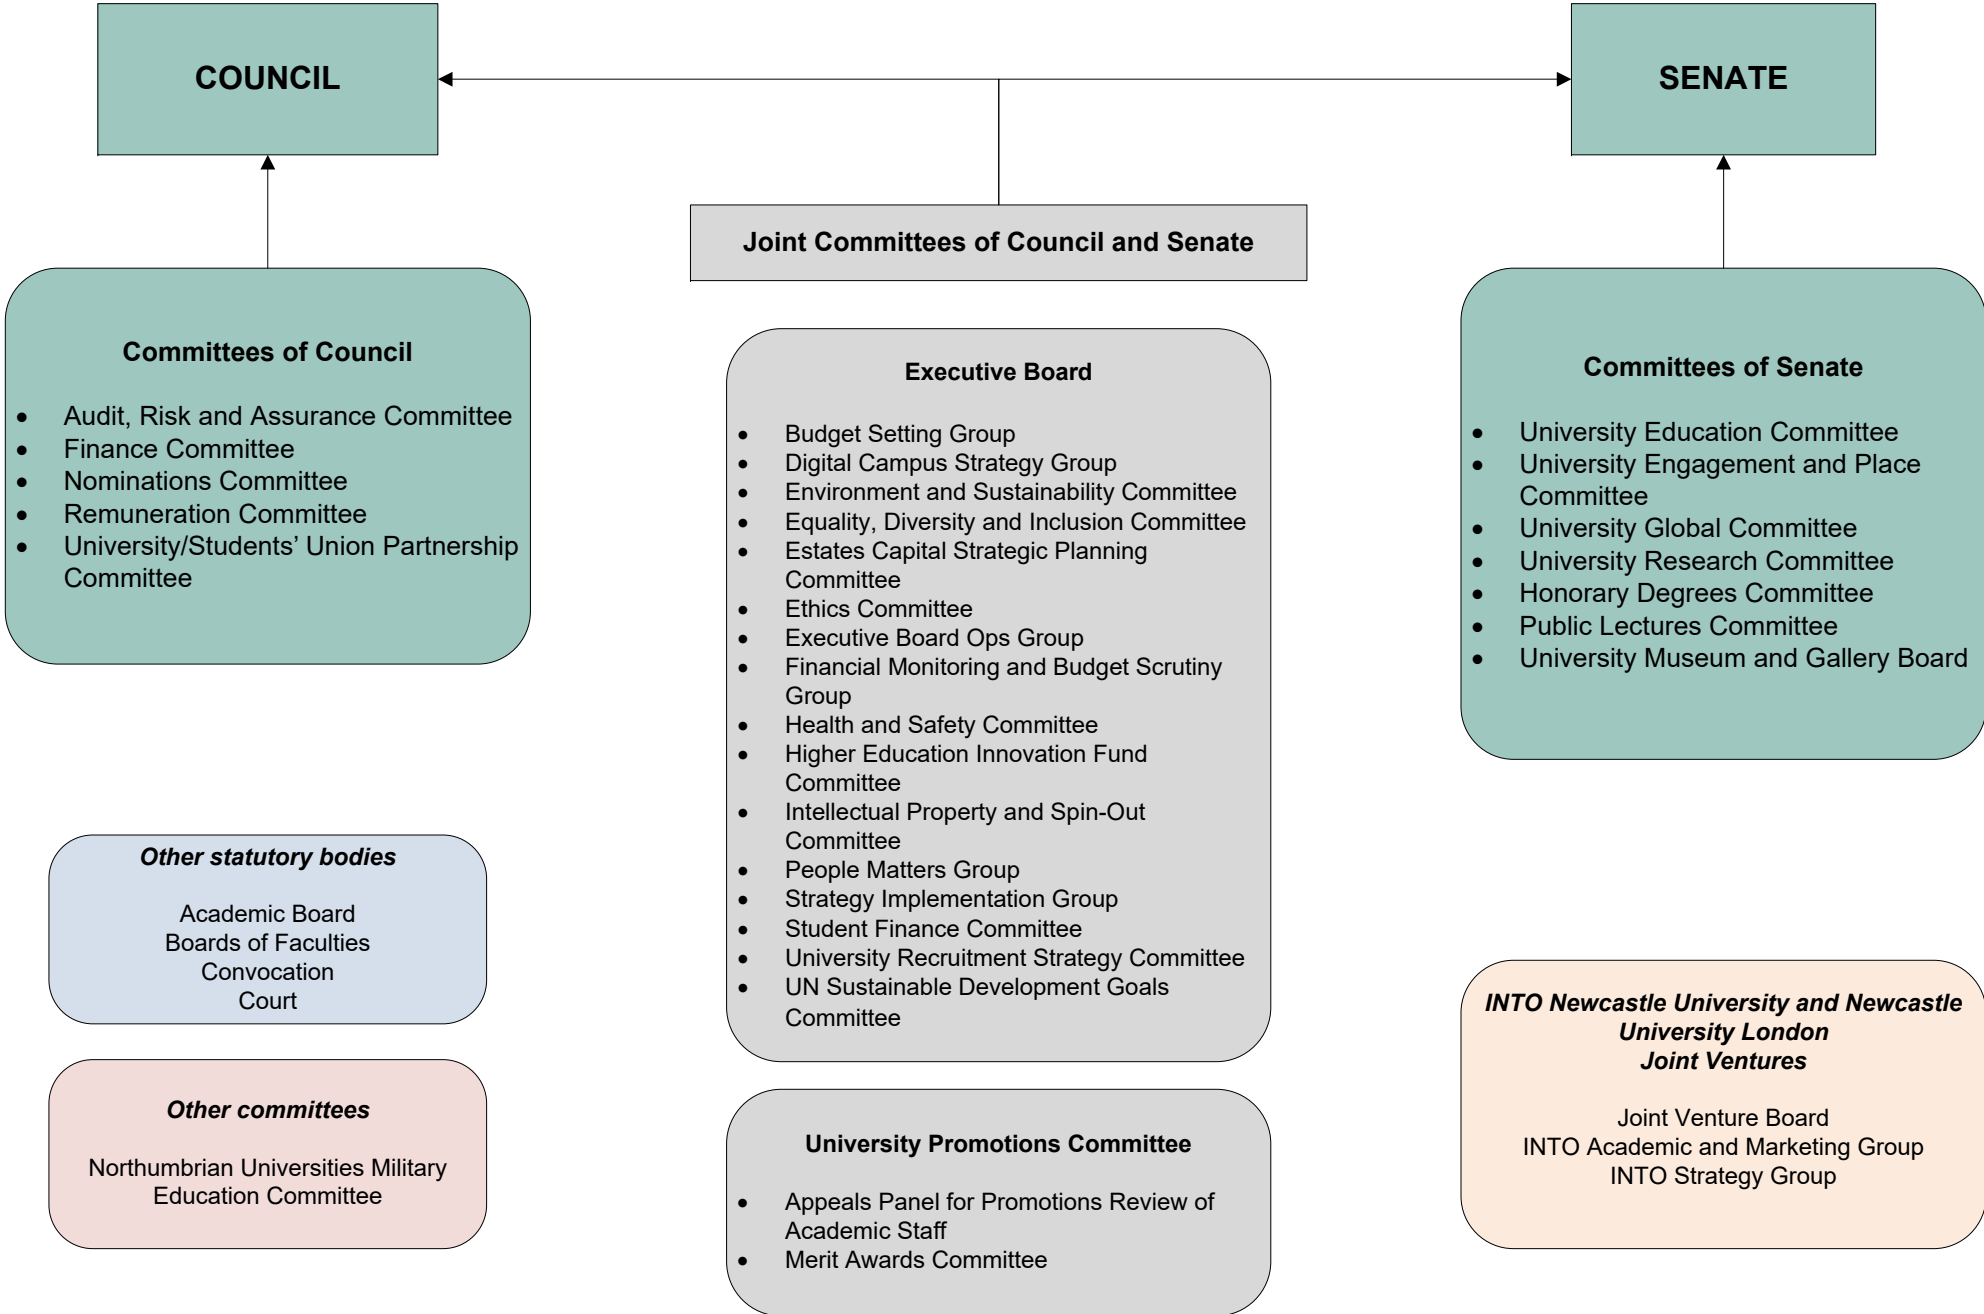 COUNCIL
SENATE
Joint Committees of Council and Senate
Committees of Council
• Audit, Risk and Assurance Committee
• Finance Committee
• Nominations Committee
• Remuneration Committee
• University/Students’ Union Partnership
Committee
Executive Board
• Budget Setting Group
• Digital Campus Strategy Group
• Environment and Sustainability Committee
• Equality, Diversity and Inclusion Committee
• Estates Capital Strategic Planning
Committee
• Ethics Committee
• Executive Board Ops Group
• Financial Monitoring and Budget Scrutiny
Group
• Health and Safety Committee
• Higher Education Innovation Fund
Committee
• Intellectual Property and Spin-Out
Committee
• People Matters Group
• Strategy Implementation Group
• Student Finance Committee
• University Recruitment Strategy Committee
• UN Sustainable Development Goals
Committee
Committees of Senate
• University Education Committee
• University Engagement and Place
Committee
• University Global Committee
• University Research Committee
• Honorary Degrees Committee
• Public Lectures Committee
• University Museum and Gallery Board
Other statutory bodies
Academic Board
Boards of Faculties
Convocation
Court
Other committees
Northumbrian Universities Military
Education Committee
University Promotions Committee
• Appeals Panel for Promotions Review of
Academic Staff
• Merit Awards Committee
INTO Newcastle University and Newcastle
University London
Joint Ventures
Joint Venture Board
INTO Academic and Marketing Group
INTO Strategy Group